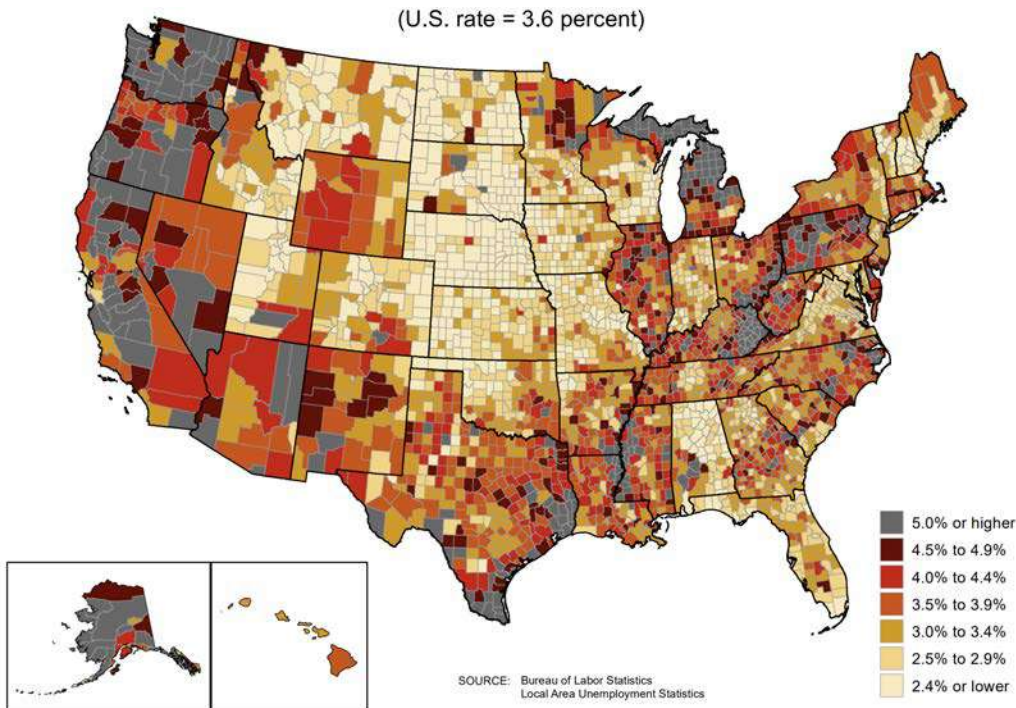 (U.S. rate = 3.6 percent)
5.0% or higher
4.5% to 4.9%
4.0% to 4.4%
3.5% to 3.9%
3.0% to 3.4%
2.5% to 2.9%
2.4% or lower
SOURCE: Bureau of Labor Statistics
Local Area Unemployment Statistics